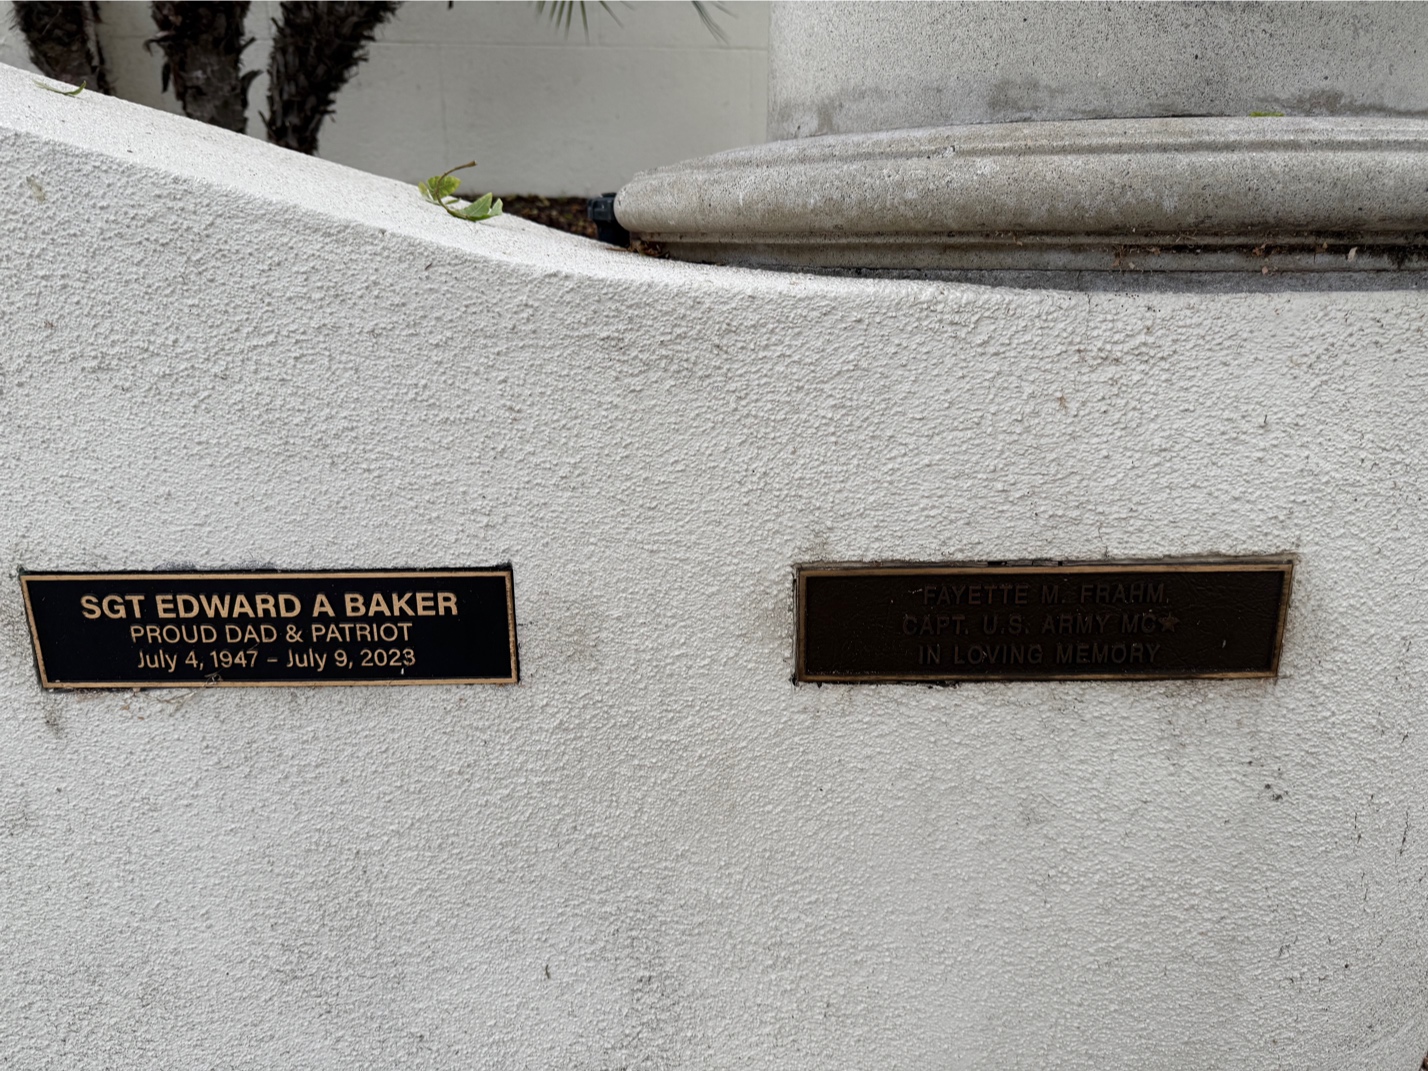 SGT EDWARD A BAKER
PROUD DAD & PATRIOT
July 4, 1947 – July 9, 2023
FAYETTE M. FRAHM
CAPT. U.S. ARMY MC★
IN LOVING MEMORY